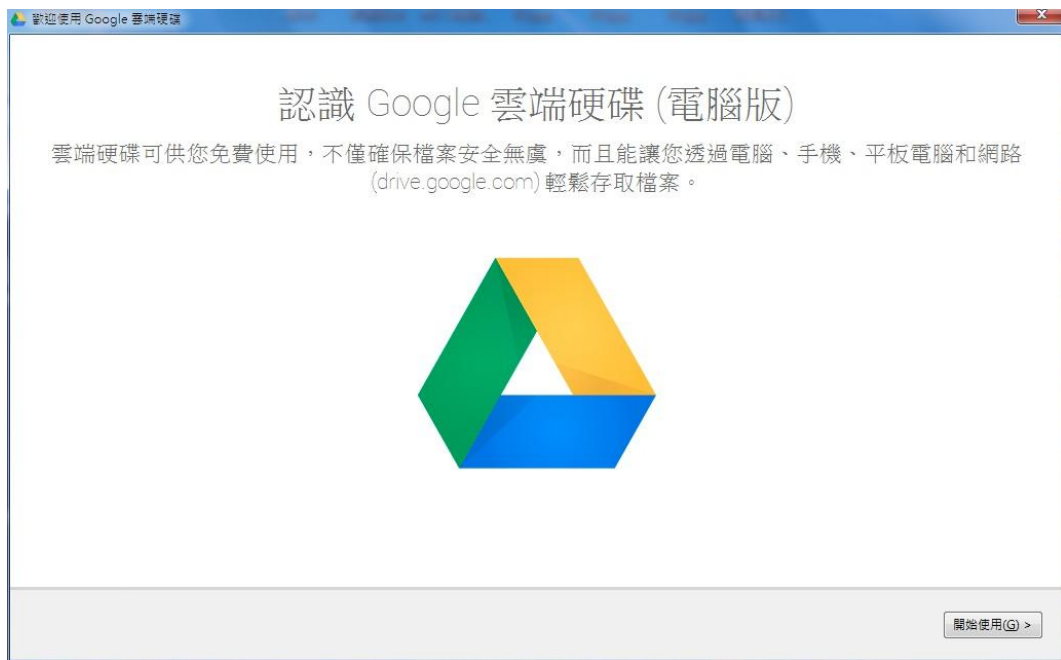 歡迎使用 Google 雲端硬碟
認識 Google 雲端硬碟 (電腦版)
雲端硬碟可供您免費使用,不僅確保檔案安全無虞,而且能讓您透過電腦、手機、平板電腦和網路
(drive.google.com) 輕鬆存取檔案。
開始使用(G) >